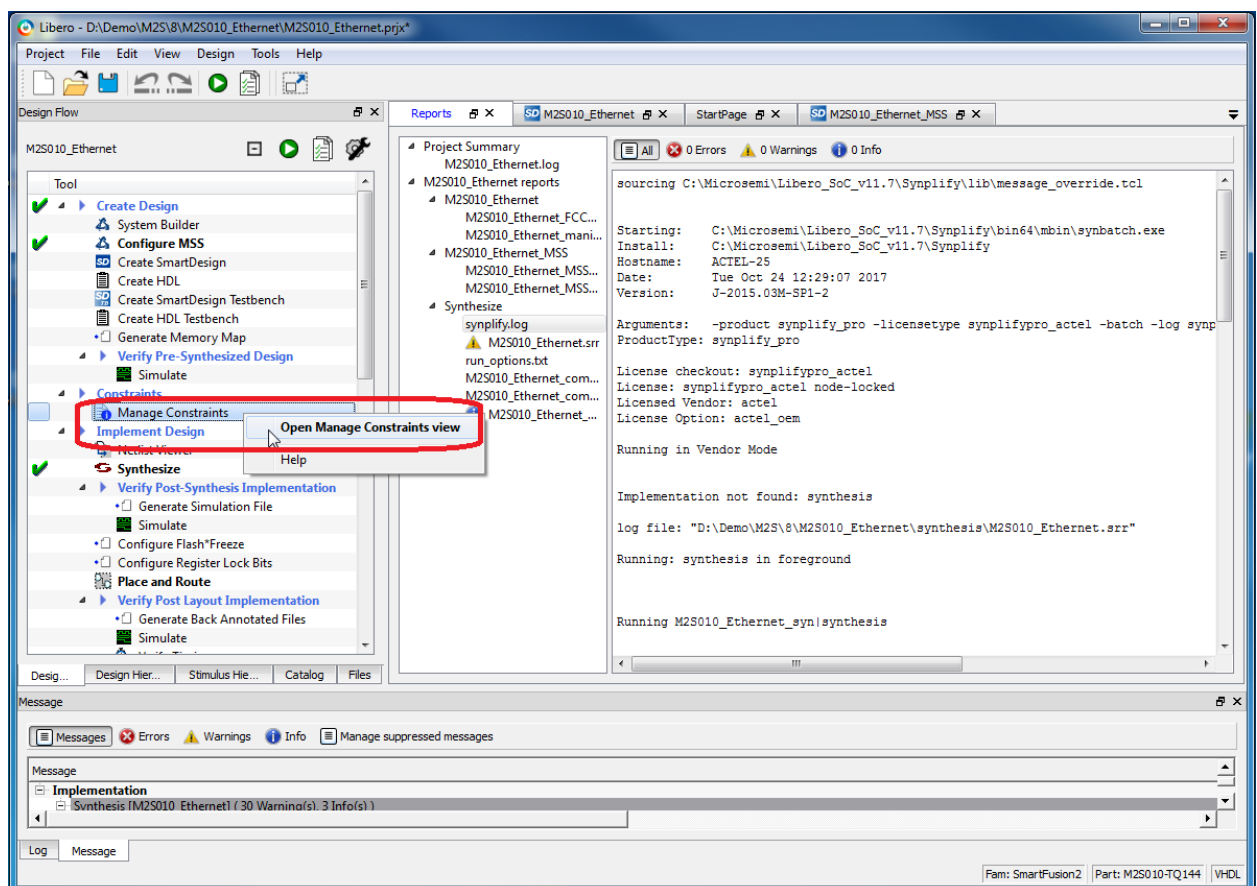 Libero - D:\Demo\M2S\8\M2S010_Ethernet\M2S010_Ethernet.prjx*
Project File Edit View Design Tools Help
Design Flow
Reports
M2S010_Ethernet
StartPage
M2S010_Ethernet_MSS
M2S010_Ethernet
Tool
Create Design
System Builder
Configure MSS
Create SmartDesign
Create HDL
Create SmartDesign Testbench
Create HDL Testbench
Generate Memory Map
Verify Pre-Synthesized Design
Simulate
Constraints
Manage Constraints
Open Manage Constraints view
Help
Implement Design
Netlist Viewer
Synthesize
Verify Post-Synthesis Implementation
Generate Simulation File
Simulate
Configure Flash*Freeze
Configure Register Lock Bits
Place and Route
Verify Post Layout Implementation
Generate Back Annotated Files
Simulate
Desig... Design Hier... Stimulus Hie... Catalog Files
Project Summary
M2S010_Ethernet.log
M2S010_Ethernet reports
M2S010_Ethernet
M2S010_Ethernet_FCC...
M2S010_Ethernet_mani...
M2S010_Ethernet_MSS
M2S010_Ethernet_MSS...
M2S010_Ethernet_MSS...
Synthesize
synplify.log
M2S010_Ethernet.srr
run_options.txt
M2S010_Ethernet_com...
M2S010_Ethernet_com...
M2S010_Ethernet_...
All 0 Errors 0 Warnings 0 Info
sourcing C:\Microsemi\Libero_SoC_v11.7\Synplify\lib\message_override.tcl
Starting: C:\Microsemi\Libero_SoC_v11.7\Synplify\bin64\mbin\synbatch.exe
Install: C:\Microsemi\Libero_SoC_v11.7\Synplify
Hostname: ACTEL-25
Date: Tue Oct 24 12:29:07 2017
Version: J-2015.03M-SP1-2
Arguments: -product synplify_pro -licensetype synplifypro_actel -batch -log synp
ProductType: synplify_pro
License checkout: synplifypro_actel
License: synplifypro_actel node-locked
Licensed Vendor: actel
License Option: actel_oem
Running in Vendor Mode
Implementation not found: synthesis
log file: "D:\Demo\M2S\8\M2S010_Ethernet\synthesis\M2S010_Ethernet.srr"
Running: synthesis in foreground
Running M2S010_Ethernet_syn|synthesis
Message
Messages Errors Warnings Info Manage suppressed messages
Message
Implementation
Synthesis [M2S010_Ethernet] ( 30 Warning(s), 3 Info(s) )
Log Message
Fam: SmartFusion2 Part: M2S010-TQ144 VHDL